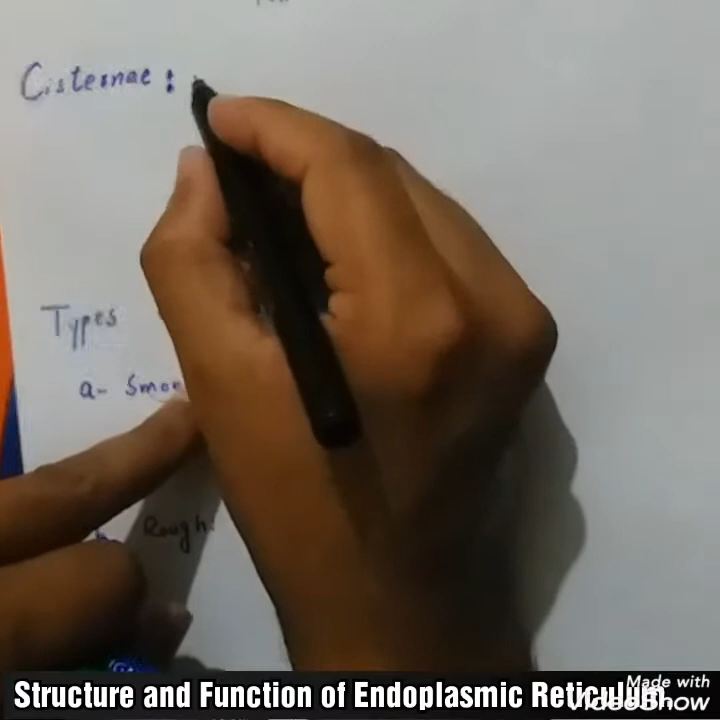 Cisternae :
Types
a- Smoo
b. Rough:
Structure and Function of Endoplasmic Reticulum.
Made with
VideoShow